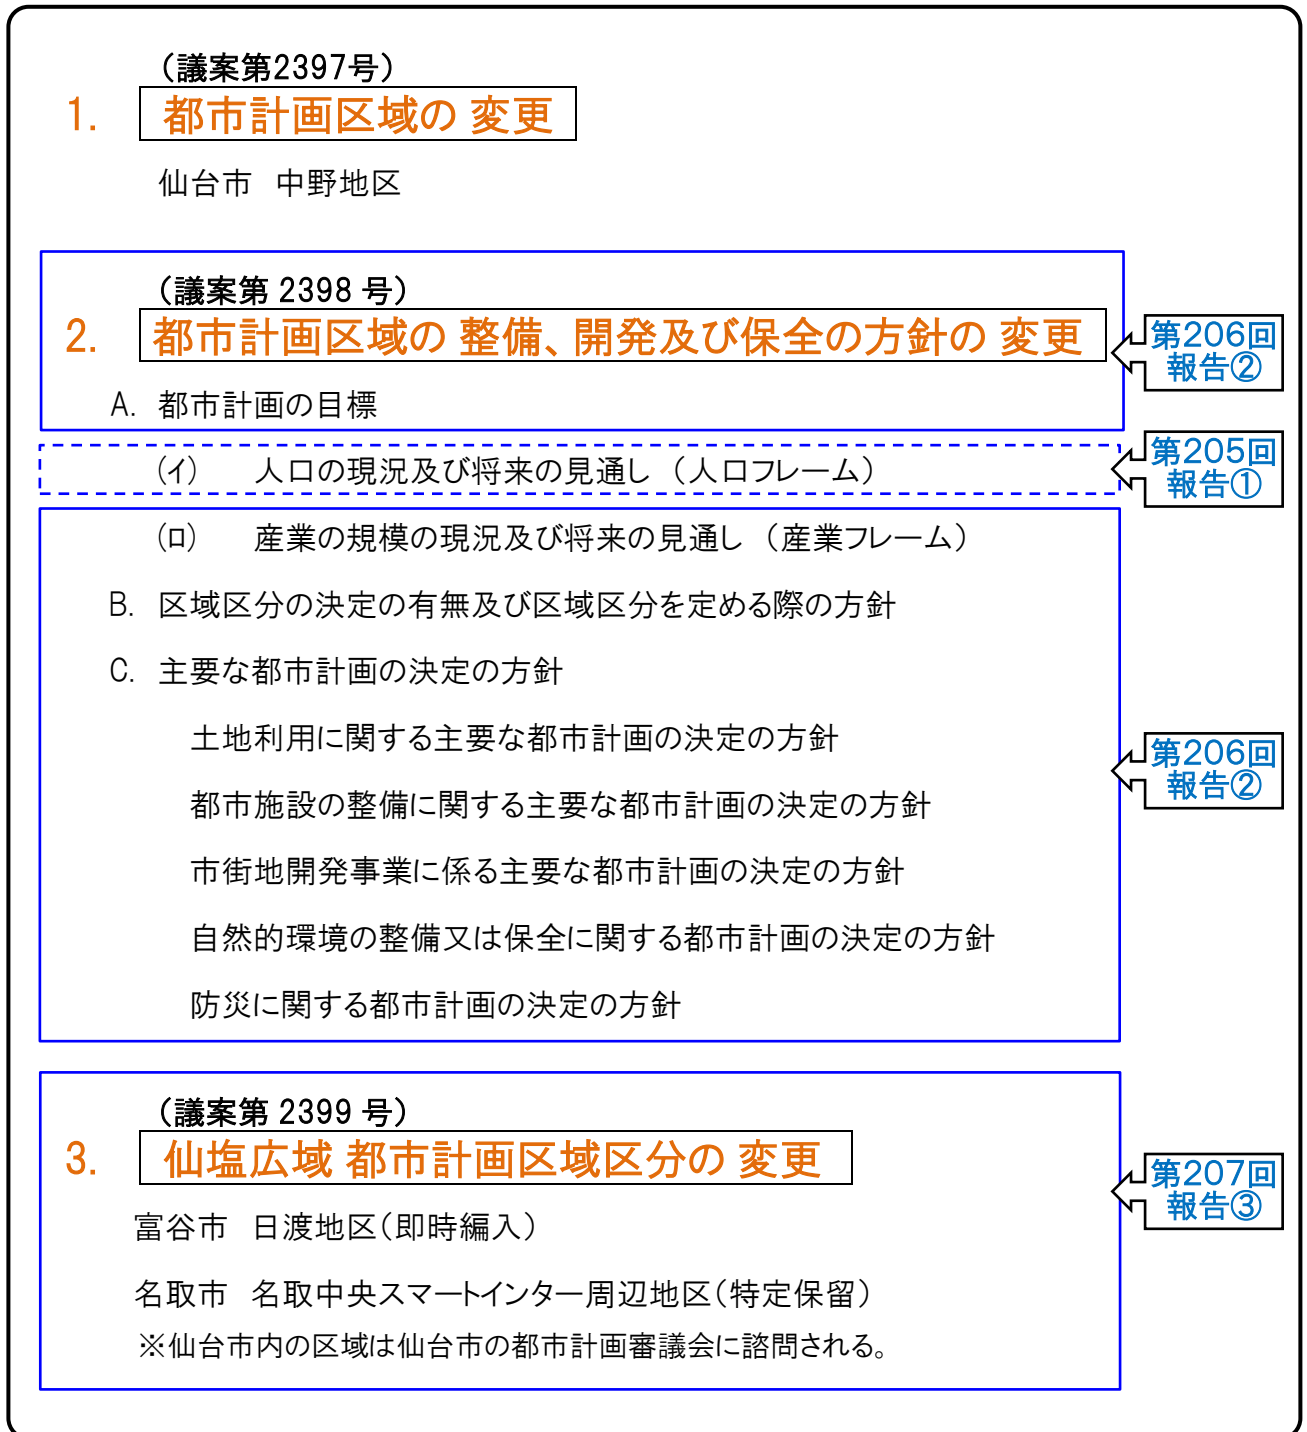 （議案第2397号）
1. 都市計画区域の 変更
仙台市　中野地区
（議案第 2398 号）
2. 都市計画区域の 整備、開発及び保全の方針の 変更
第206回
報告②
A. 都市計画の目標
(イ)　人口の現況及び将来の見通し （人口フレーム）
第205回
報告①
(ロ)　産業の規模の現況及び将来の見通し （産業フレーム）
B. 区域区分の決定の有無及び区域区分を定める際の方針
C. 主要な都市計画の決定の方針
土地利用に関する主要な都市計画の決定の方針
都市施設の整備に関する主要な都市計画の決定の方針
第206回
報告②
市街地開発事業に係る主要な都市計画の決定の方針
自然的環境の整備又は保全に関する都市計画の決定の方針
防災に関する都市計画の決定の方針
（議案第 2399 号）
3. 仙塩広域 都市計画区域区分の 変更
第207回
報告③
富谷市　日渡地区（即時編入）
名取市　名取中央スマートインター周辺地区（特定保留）
※仙台市内の区域は仙台市の都市計画審議会に諮問される。